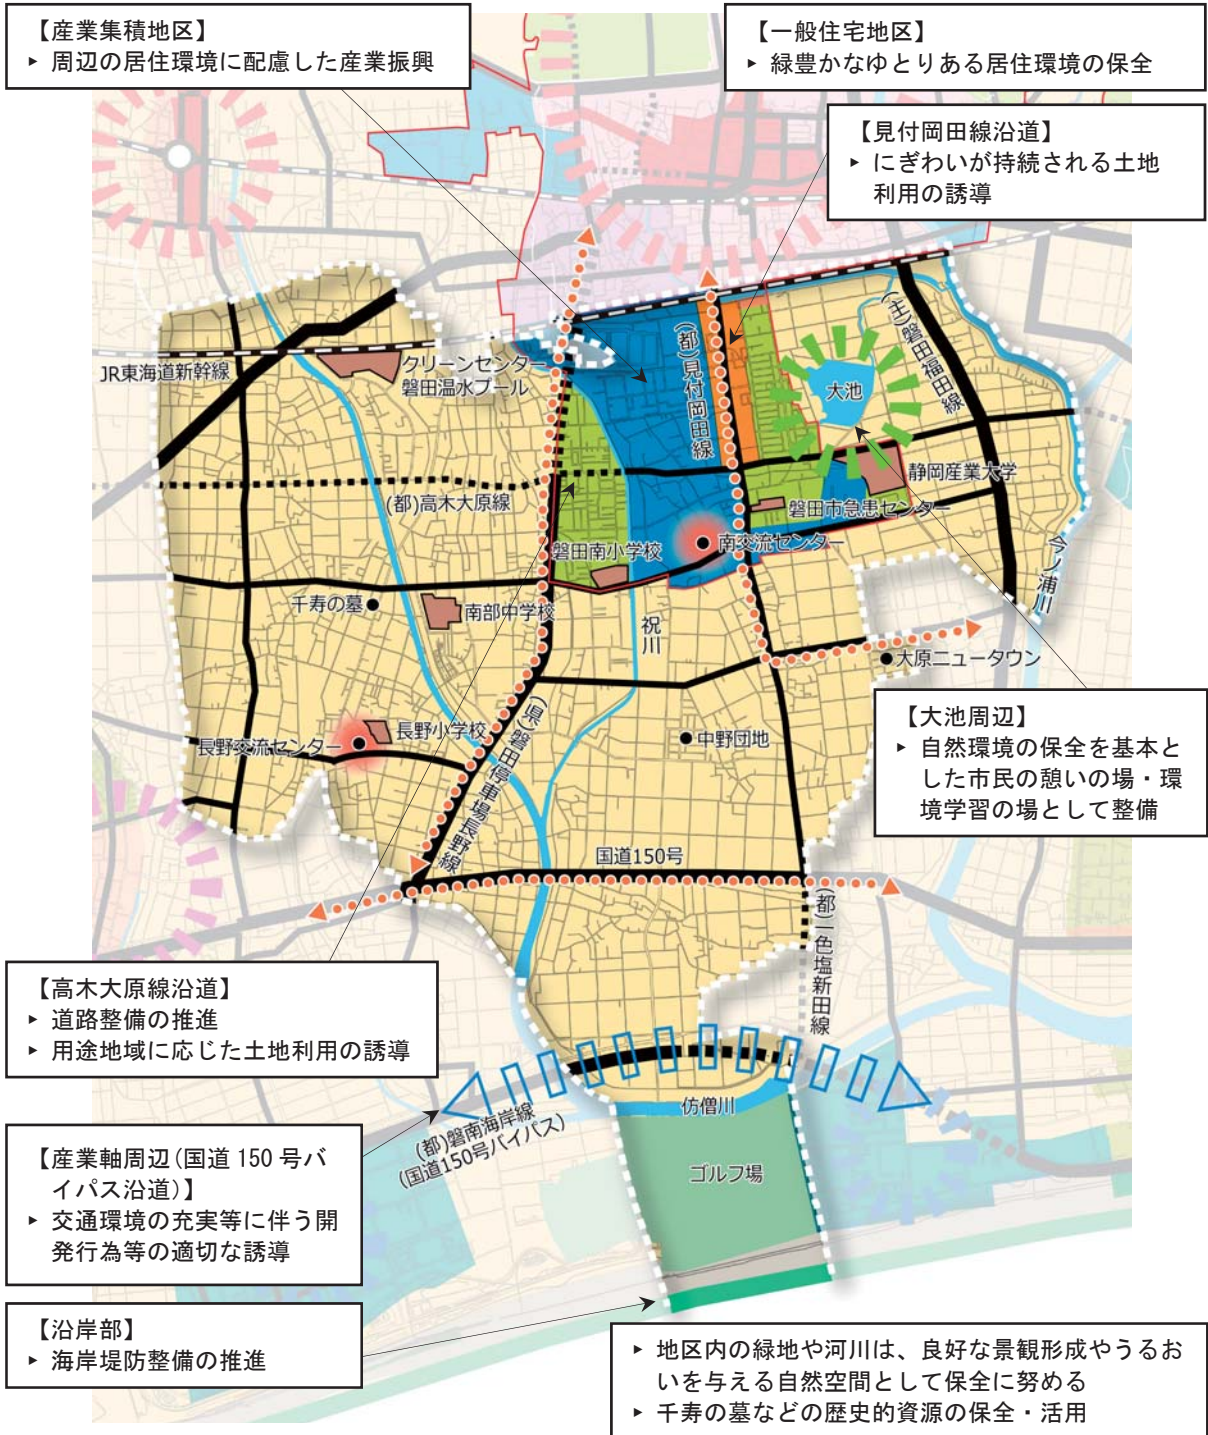 【産業集積地区】
▶ 周辺の居住環境に配慮した産業振興
【一般住宅地区】
▶ 緑豊かなゆとりある居住環境の保全
【見付岡田線沿道】
▶ にぎわいが持続される土地
利用の誘導
JR東海道新幹線
クリーンセンター
磐田温水プール
(都)見付岡田線
大池
(主)磐田福田線
(都)高木大原線
静岡産業大学
磐田市急患センター
磐田南小学校
南交流センター
今ノ浦川
千寿の墓
南部中学校
祝川
大原ニュータウン
長野小学校
長野交流センター
(県)磐田停車場長野線
中野団地
【大池周辺】
▶ 自然環境の保全を基本と
した市民の憩いの場・環
境学習の場として整備
国道150号
(都)一色塩新田線
【高木大原線沿道】
▶ 道路整備の推進
▶ 用途地域に応じた土地利用の誘導
仿僧川
(都)磐南海岸線
(国道150号バイパス)
ゴルフ場
【産業軸周辺(国道 150 号バ
イパス沿道)】
▶ 交通環境の充実等に伴う開
発行為等の適切な誘導
【沿岸部】
▶ 海岸堤防整備の推進
▶ 地区内の緑地や河川は、良好な景観形成やうるお
いを与える自然空間として保全に努める
▶ 千寿の墓などの歴史的資源の保全・活用